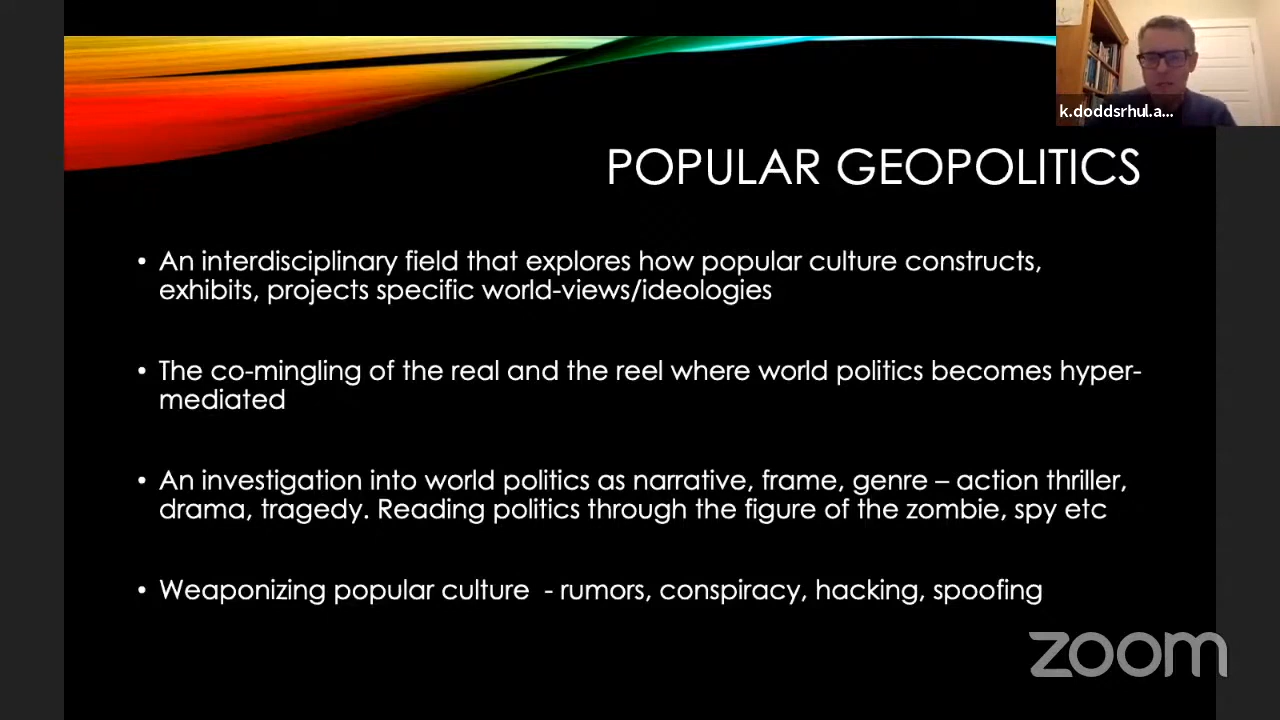 k.doddsrhul.a...
POPULAR GEOPOLITICS
• An interdisciplinary field that explores how popular culture constructs,
exhibits, projects specific world-views/ideologies
• The co-mingling of the real and the reel where world politics becomes hyper-
mediated
• An investigation into world politics as narrative, frame, genre – action thriller,
drama, tragedy. Reading politics through the figure of the zombie, spy etc
• Weaponizing popular culture  - rumors, conspiracy, hacking, spoofing
zoom